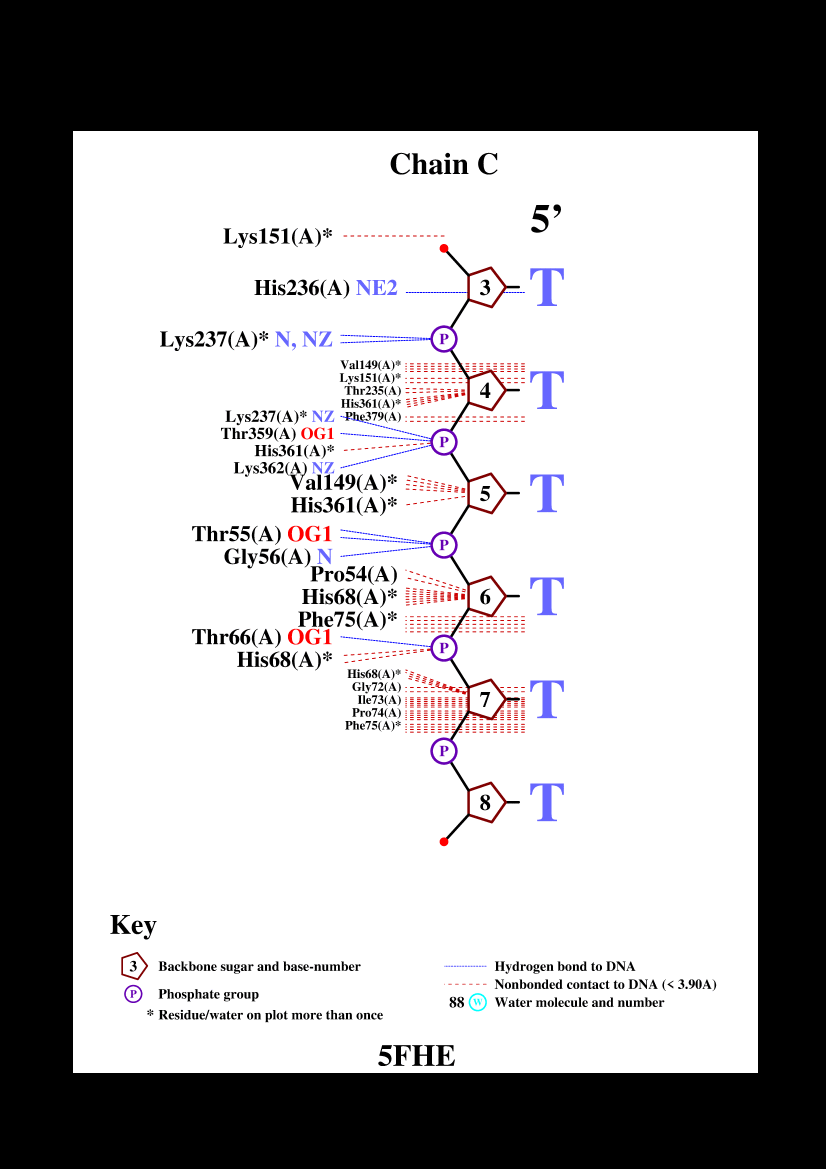 Chain C
5’
Lys151(A)*
His236(A) NE2
3 T
Lys237(A)* N, NZ
P
Val149(A)*
Lys151(A)*
Thr235(A)
His361(A)*
Phe379(A)
4 T
Lys237(A)* NZ
Thr359(A) OG1
His361(A)*
Lys362(A) NZ
P
Val149(A)*
His361(A)*
5 T
Thr55(A) OG1
Gly56(A) N
P
Pro54(A)
His68(A)*
Phe75(A)*
6 T
Thr66(A) OG1
His68(A)*
P
His68(A)*
Gly72(A)
Ile73(A)
Pro74(A)
Phe75(A)*
7 T
P
8 T
Key
3 Backbone sugar and base-number
P Phosphate group
* Residue/water on plot more than once
Hydrogen bond to DNA
Nonbonded contact to DNA (< 3.90A)
88 W Water molecule and number
5FHE